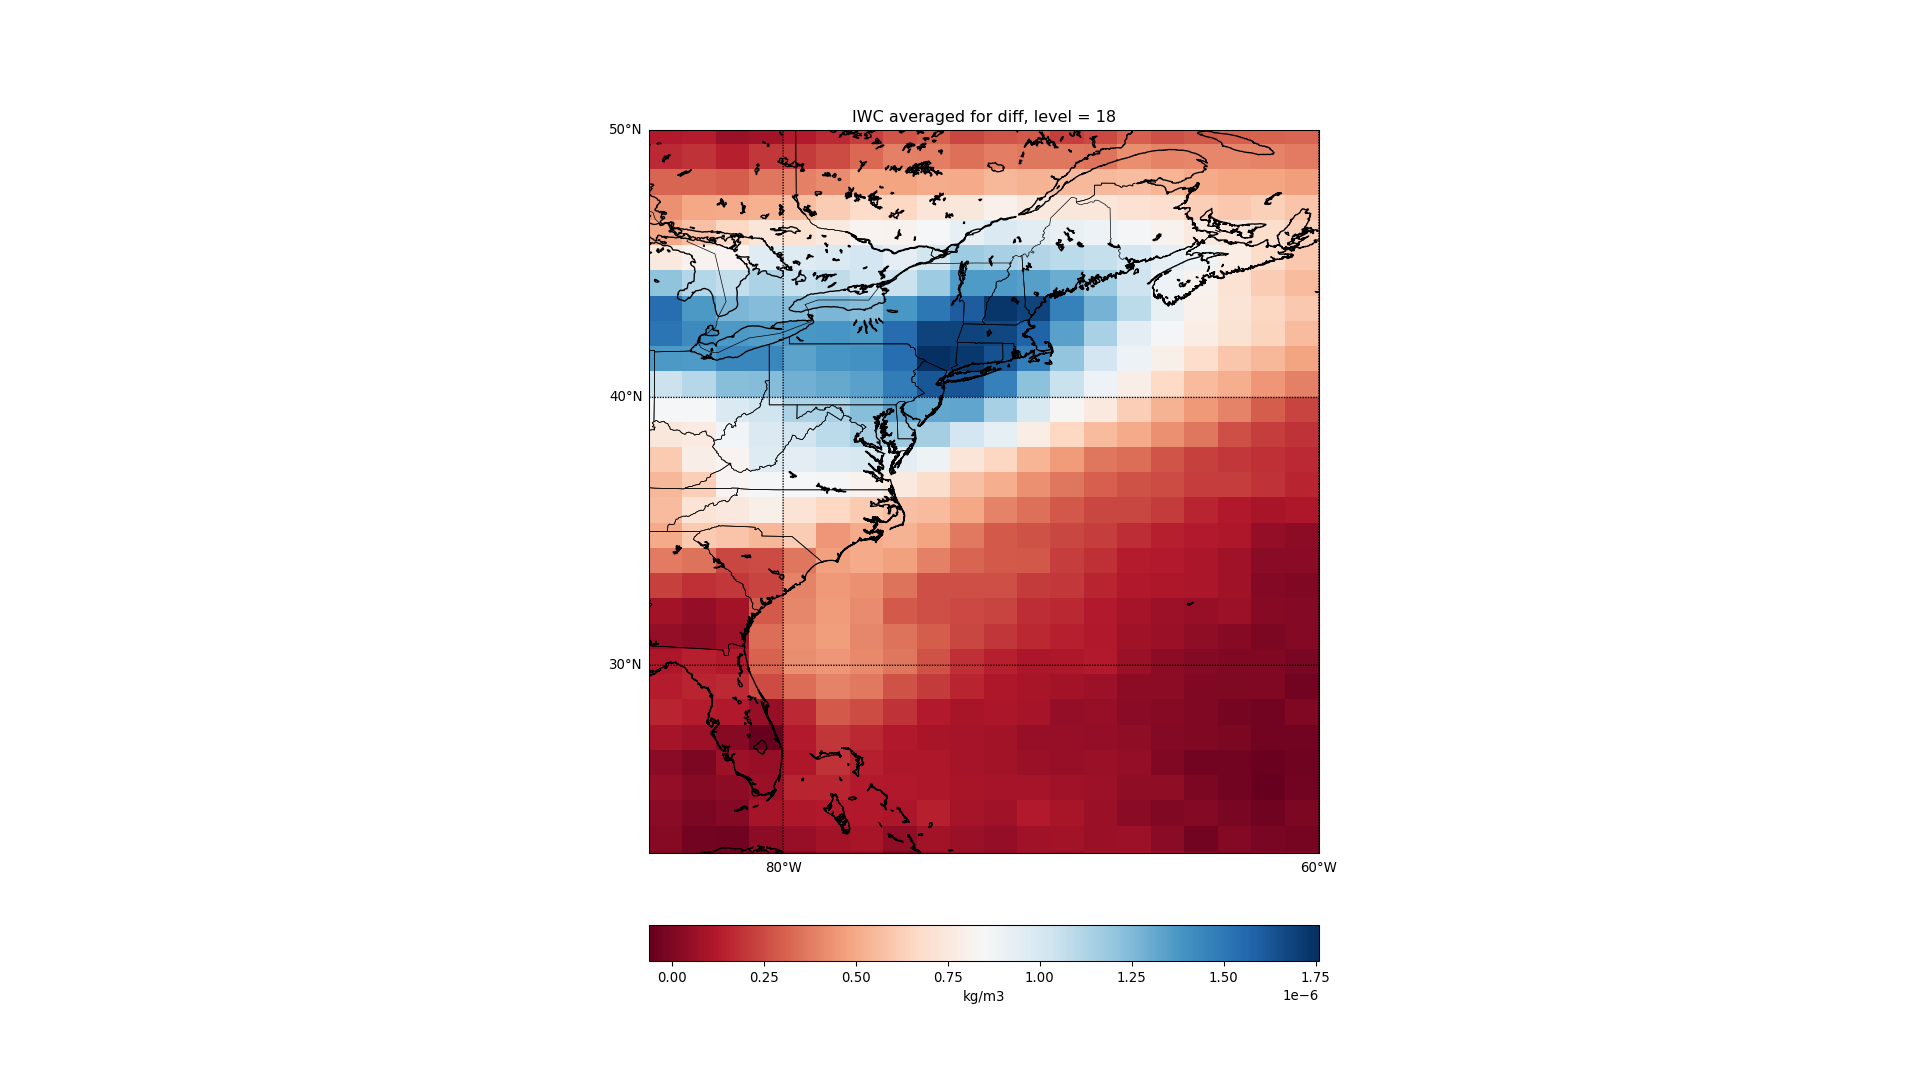 IWC averaged for diff, level = 18
50°N
40°N
30°N
80°W 60°W
0.00 0.25 0.50 0.75 1.00 1.25 1.50 1.75
kg/m3
1e−6